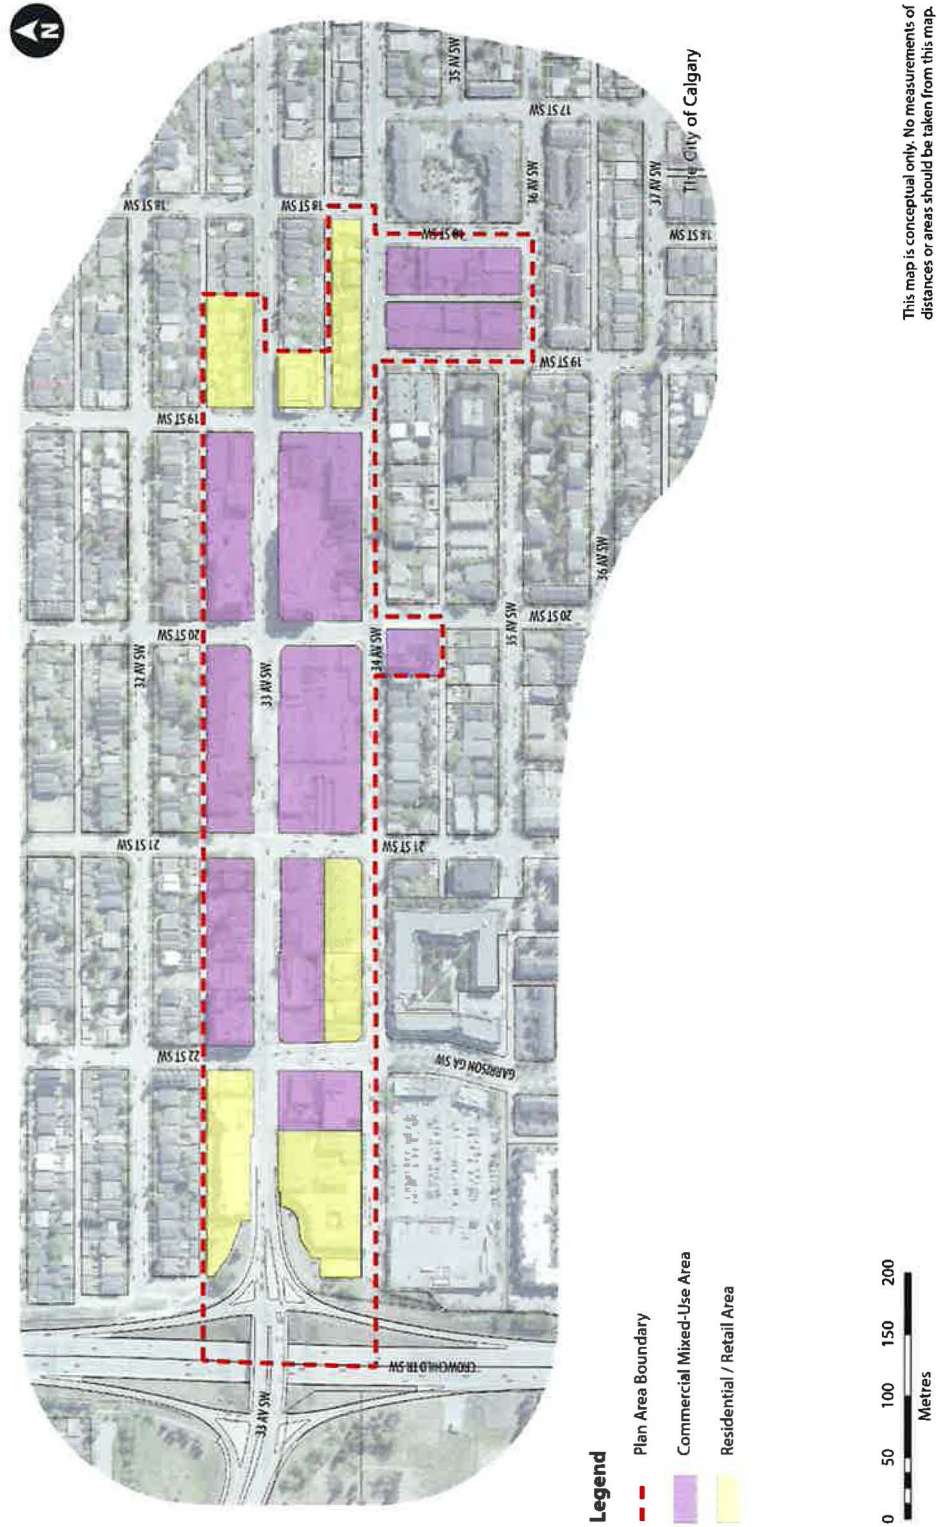 N
21 ST SW
32 AV SW
18 ST SW
22 ST SW
20 ST SW
19 ST SW
33 AV SW
33 AV SW
18 ST SW
34 AV SW
21 ST SW
CROWCHILD TR SW
18 ST SW
35 AV SW
GARRISON GA SW
35 AV SW
36 AV SW
20 ST SW
17 ST SW
19 ST SW
36 AV SW
37 AV SW
18 ST SW
The City of Calgary
Legend
Plan Area Boundary
Commercial Mixed-Use Area
Residential / Retail Area
0 50 100 150 200
Metres
This map is conceptual only. No measurements of
distances or areas should be taken from this map.